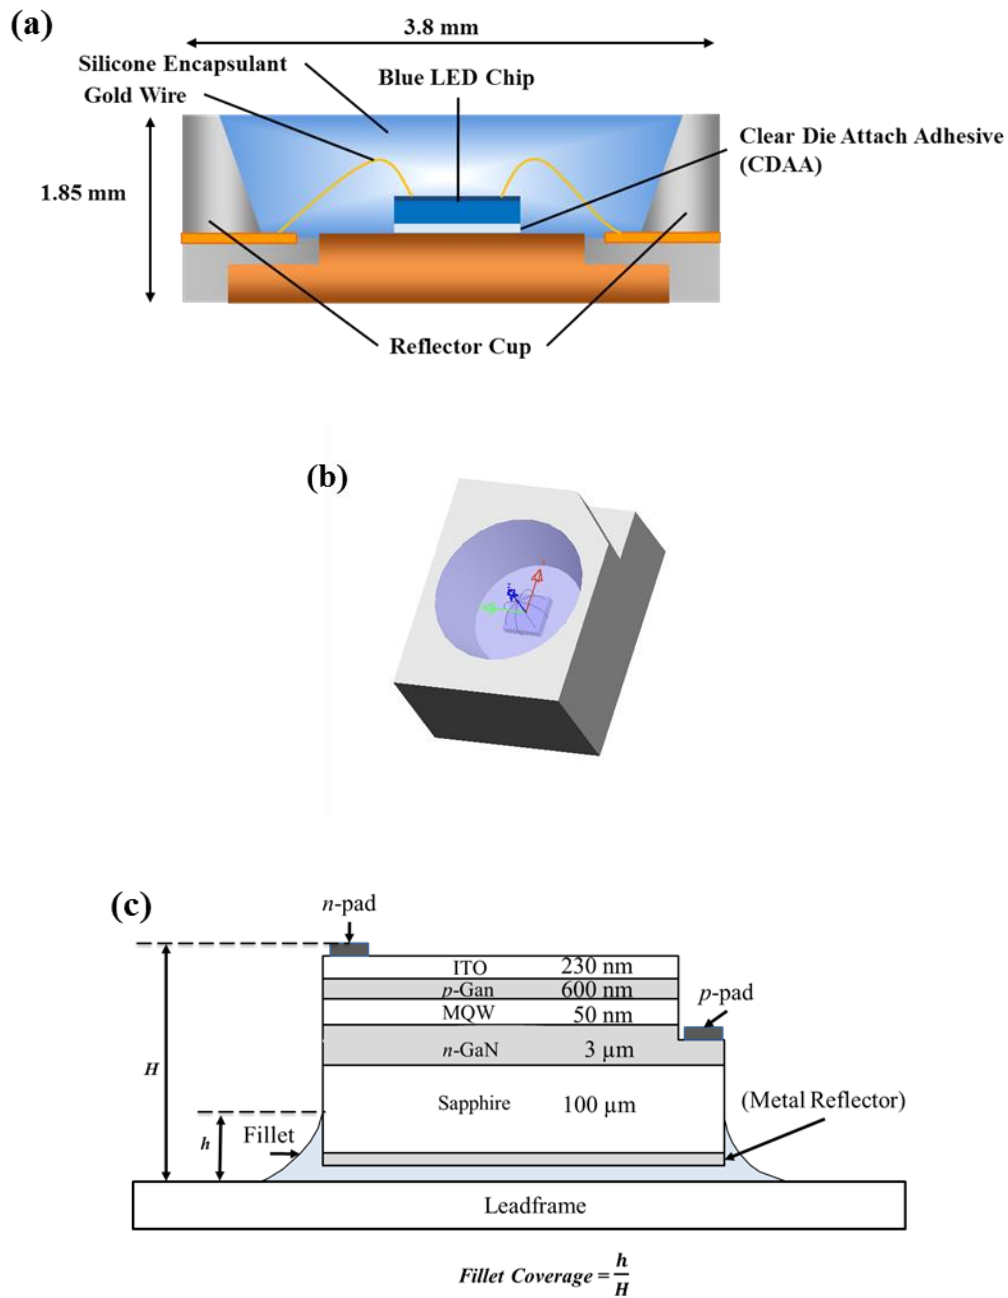 (a)
3.8 mm
Silicone Encapsulant
Blue LED Chip
Gold Wire
Clear Die Attach Adhesive
(CDAA)
1.85 mm
Reflector Cup
(b)
z
(c)
n-pad
ITO 230 nm
p-Gan 600 nm
p-pad
MQW 50 nm
n-GaN 3 µm
H
Sapphire 100 µm
(Metal Reflector)
h
Fillet
Leadframe
Fillet Coverage = h/H